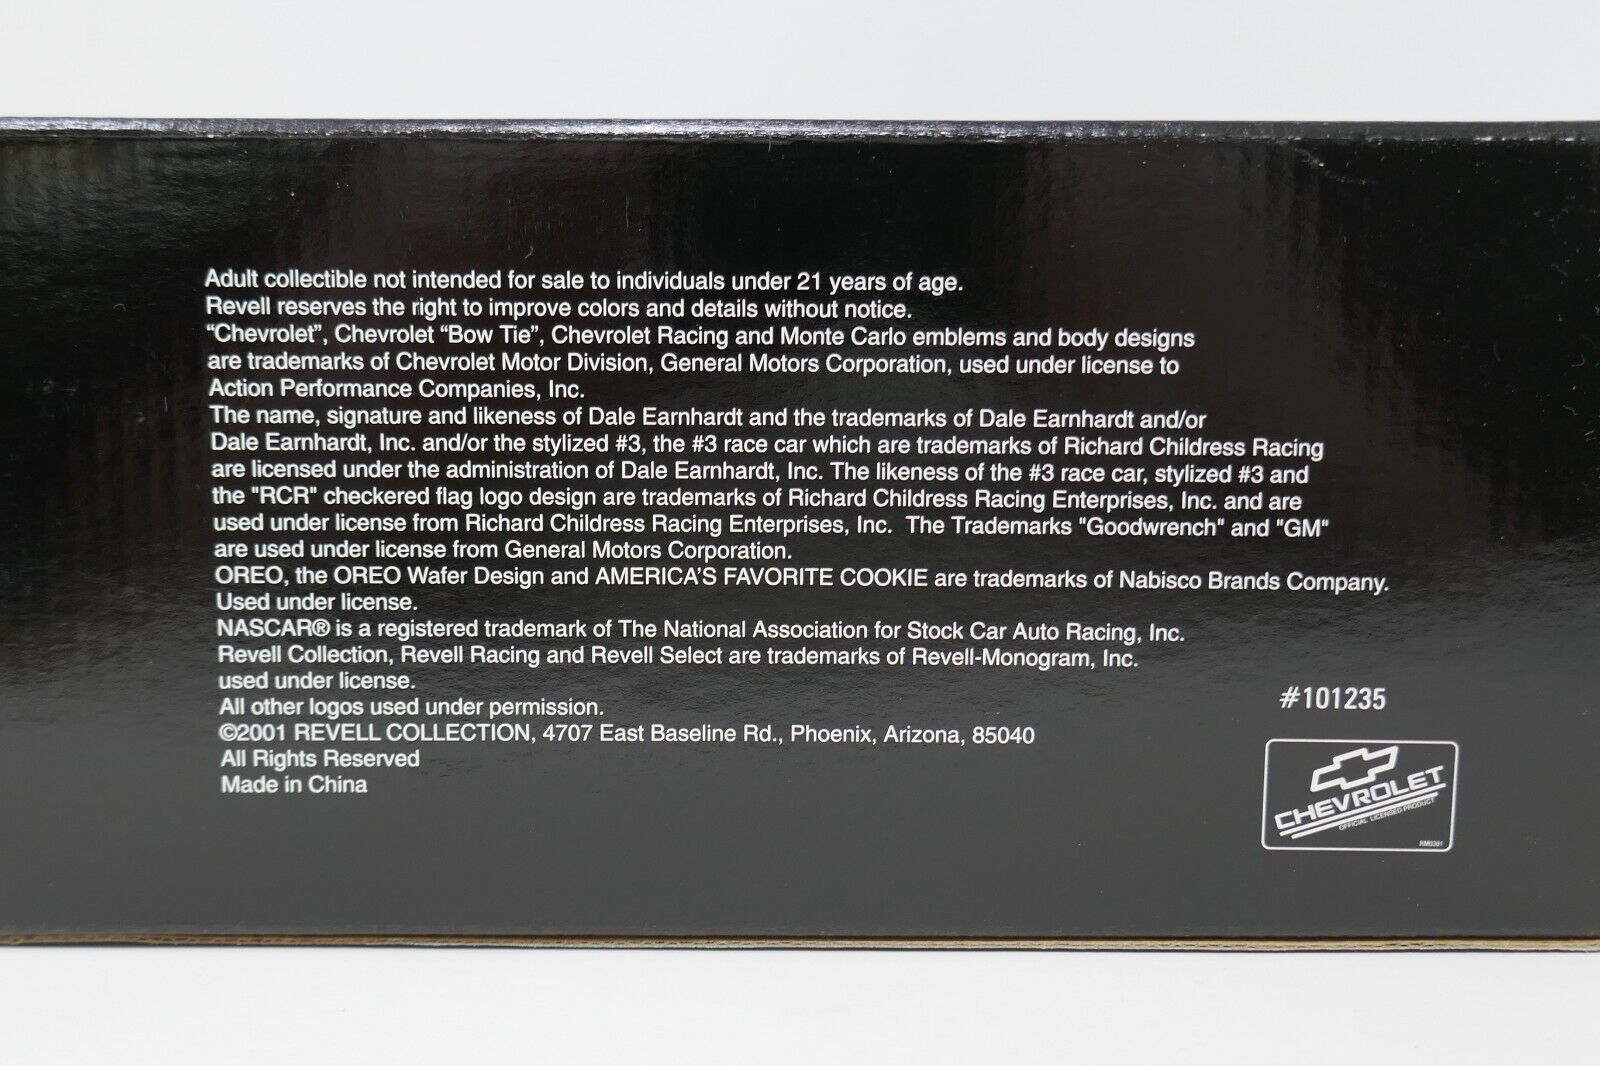 Adult collectible not intended for sale to individuals under 21 years of age.
Revell reserves the right to improve colors and details without notice.
“Chevrolet”, Chevrolet “Bow Tie”, Chevrolet Racing and Monte Carlo emblems and body designs
are trademarks of Chevrolet Motor Division, General Motors Corporation, used under license to
Action Performance Companies, Inc.
The name, signature and likeness of Dale Earnhardt and the trademarks of Dale Earnhardt and/or
Dale Earnhardt, Inc. and/or the stylized #3, the #3 race car which are trademarks of Richard Childress Racing
are licensed under the administration of Dale Earnhardt, Inc. The likeness of the #3 race car, stylized #3 and
the "RCR" checkered flag logo design are trademarks of Richard Childress Racing Enterprises, Inc. and are
used under license from Richard Childress Racing Enterprises, Inc. The Trademarks "Goodwrench" and "GM"
are used under license from General Motors Corporation.
OREO, the OREO Wafer Design and AMERICA'S FAVORITE COOKIE are trademarks of Nabisco Brands Company.
Used under license.
NASCAR® is a registered trademark of The National Association for Stock Car Auto Racing, Inc.
Revell Collection, Revell Racing and Revell Select are trademarks of Revell-Monogram, Inc.
used under license.
All other logos used under permission.
©2001 REVELL COLLECTION, 4707 East Baseline Rd., Phoenix, Arizona, 85040
All Rights Reserved
Made in China
#101235
CHEVROLET
OFFICIAL LICENSED PRODUCT
RM0301